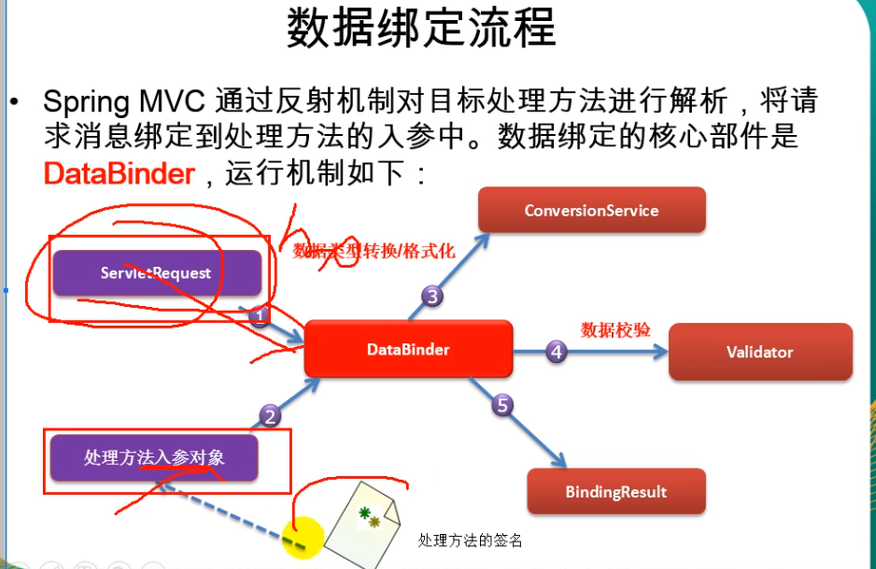 数据绑定流程
• Spring MVC 通过反射机制对目标处理方法进行解析，将请
求消息绑定到处理方法的入参中。数据绑定的核心部件是
DataBinder，运行机制如下：
ConversionService
数据类型转换/格式化
ServletRequest
3
1
数据校验
DataBinder
4
Validator
2
5
处理方法入参对象
BindingResult
处理方法的签名